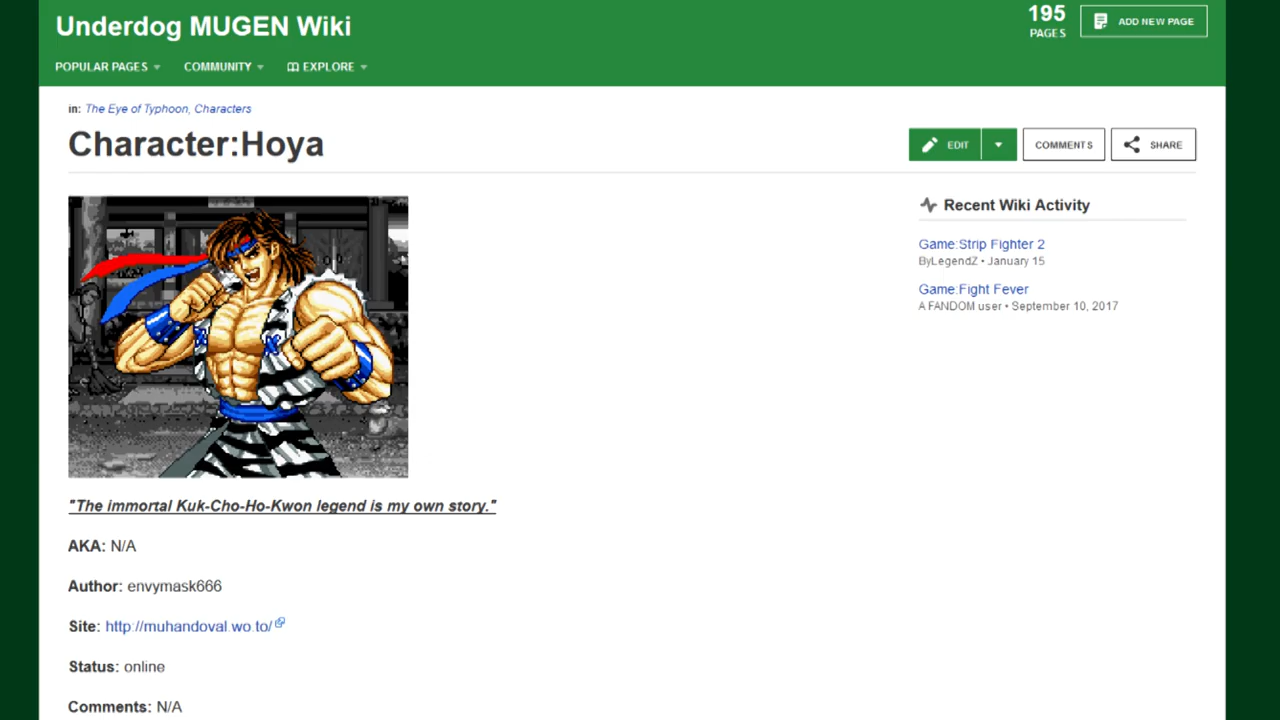 Underdog MUGEN Wiki
195
PAGES
ADD NEW PAGE
POPULAR PAGES
COMMUNITY
EXPLORE
in: The Eye of Typhoon, Characters
Character:Hoya
EDIT
COMMENTS
SHARE
Recent Wiki Activity
Game:Strip Fighter 2
ByLegendZ • January 15
Game:Fight Fever
A FANDOM user • September 10, 2017
"The immortal Kuk-Cho-Ho-Kwon legend is my own story."
AKA: N/A
Author: envymask666
Site: http://muhandoval.wo.to/
Status: online
Comments: N/A